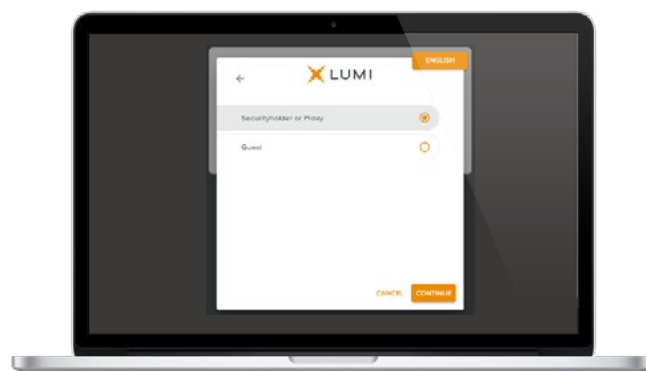 ENGLISH
LUMI
Securityholder or Proxy
Guest
CANCEL CONTINUE